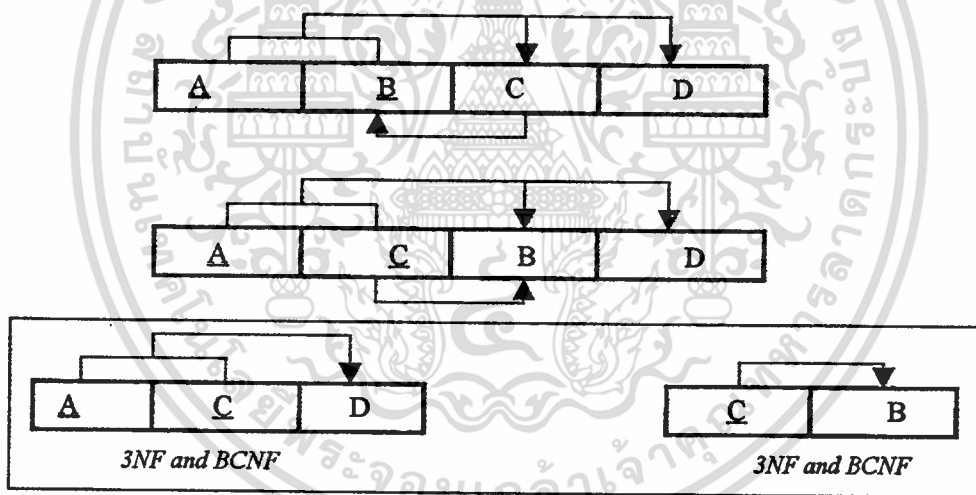 A B C D
A C B D
A C D
C B
3NF and BCNF
3NF and BCNF